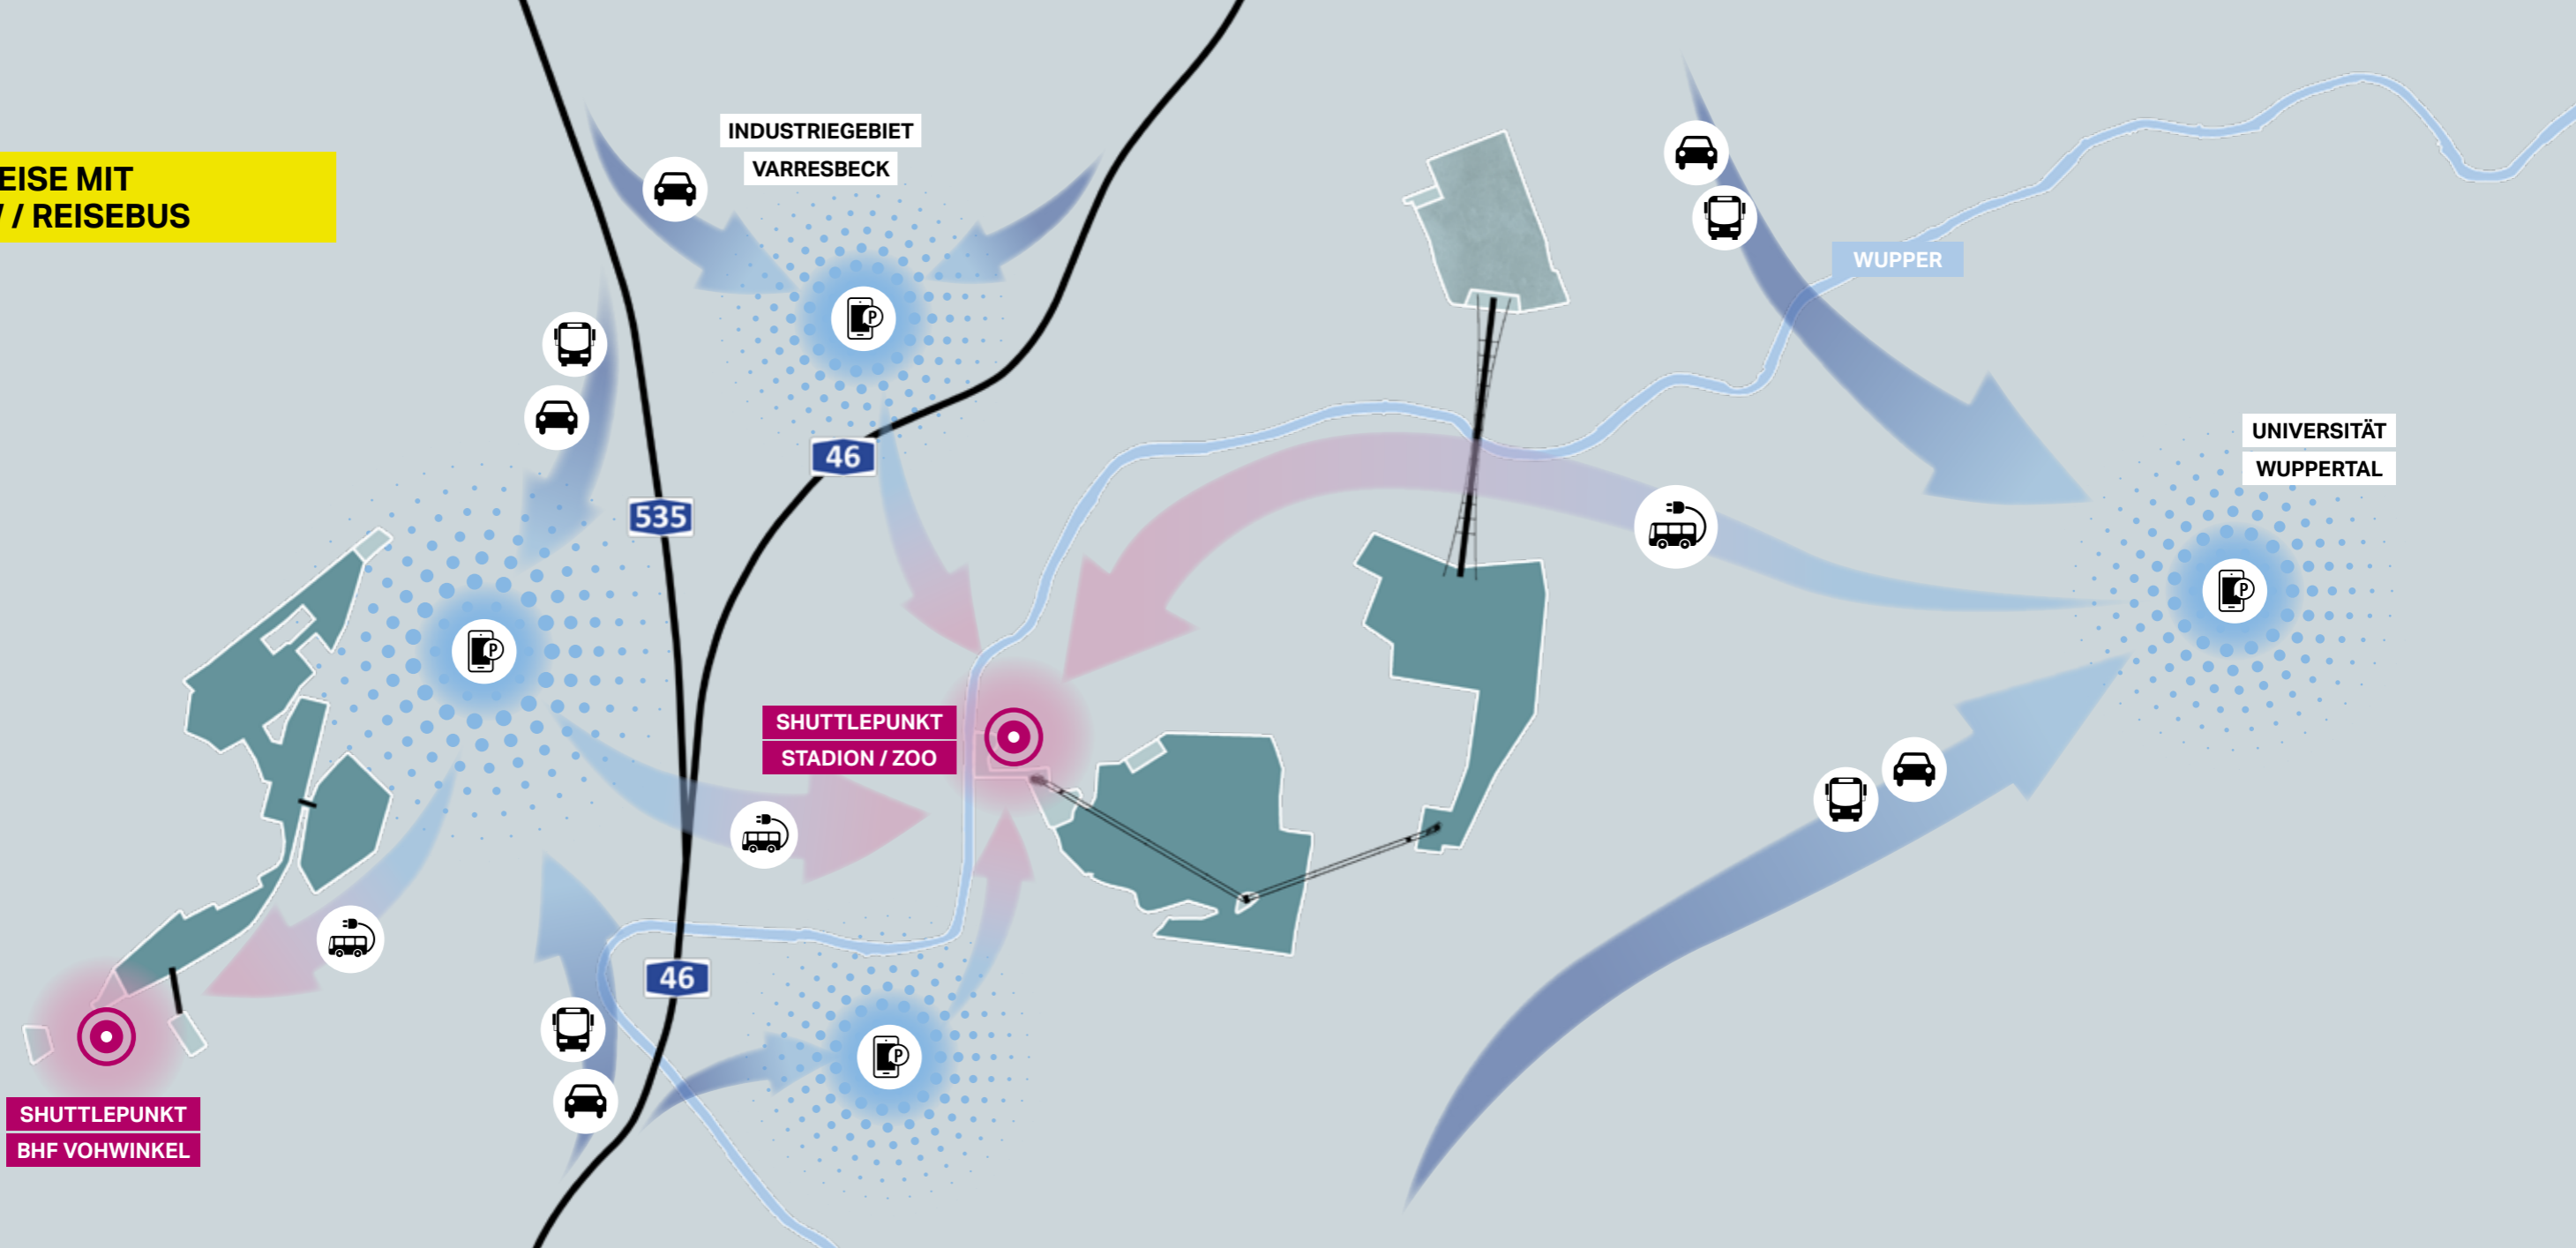 EISE MIT
/ REISEBUS
INDUSTRIEGEBIET
VARRESBECK
WUPPER
46
535
UNIVERSITÄT
WUPPERTAL
P
P
P
SHUTTLEPUNKT
STADION / ZOO
46
P
SHUTTLEPUNKT
BHF VOHWINKEL